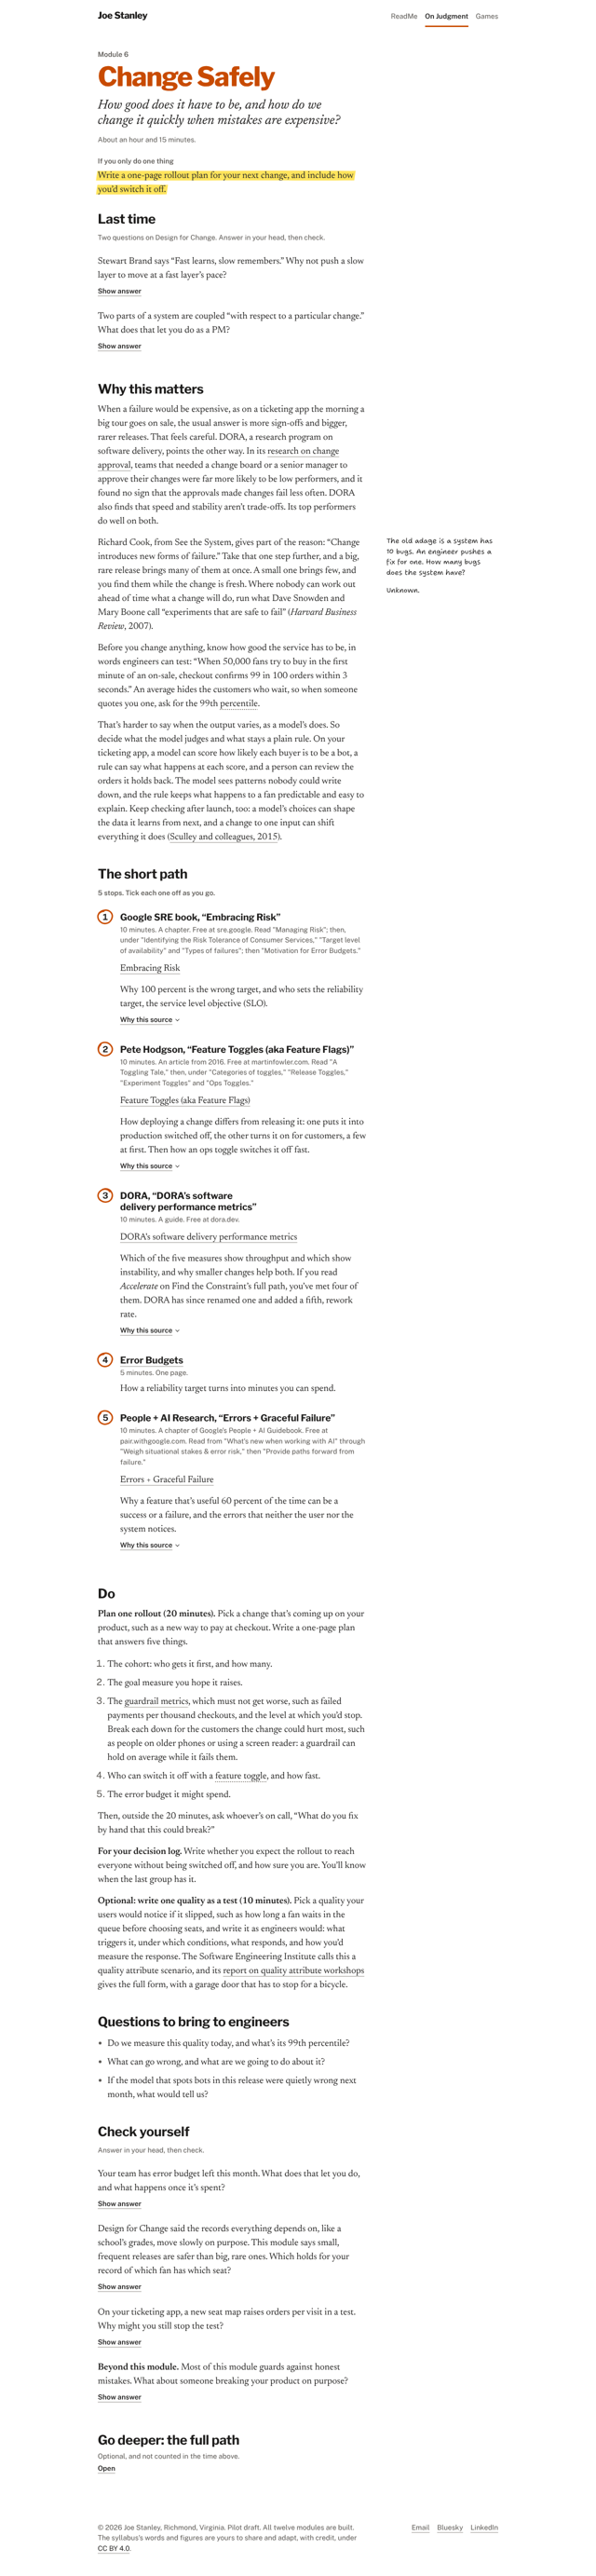 Joe Stanley
ReadMe On Judgment Games
Module 6
Change Safely
How good does it have to be, and how do we
change it quickly when mistakes are expensive?
About an hour and 15 minutes.
If you only do one thing
Write a one-page rollout plan for your next change, and include how
you'd switch it off.
Last time
Two questions on Design for Change. Answer in your head, then check.
Stewart Brand says “Fast learns, slow remembers.” Why not push a slow
layer to move at a fast layer's pace?
Show answer
Two parts of a system are coupled “with respect to a particular change.”
What does that let you do as a PM?
Show answer
Why this matters
When a failure would be expensive, as on a ticketing app the morning a
big tour goes on sale, the usual answer is more sign-offs and bigger,
rarer releases. That feels careful. DORA, a research program on
software delivery, points the other way. In its research on change
approval, teams that needed a change board or a senior manager to
approve their changes were far more likely to be low performers, and it
found no sign that the approvals made changes fail less often. DORA
also finds that speed and stability aren't trade-offs. Its top performers
do well on both.
Richard Cook, from See the System, gives part of the reason: “Change
introduces new forms of failure.” Take that one step further, and a big,
rare release brings many of them at once. A small one brings few, and
you find them while the change is fresh. Where nobody can work out
ahead of time what a change will do, run what Dave Snowden and
Mary Boone call “experiments that are safe to fail” (Harvard Business
Review, 2007).
The old adage is a system has
10 bugs. An engineer pushes a
fix for one. How many bugs
does the system have?
Unknown.
Before you change anything, know how good the service has to be, in
words engineers can test: “When 50,000 fans try to buy in the first
minute of an on-sale, checkout confirms 99 in 100 orders within 3
seconds.” An average hides the customers who wait, so when someone
quotes you one, ask for the 99th percentile.
That's harder to say when the output varies, as a model's does. So
decide what the model judges and what stays a plain rule. On your
ticketing app, a model can score how likely each buyer is to be a bot, a
rule can say what happens at each score, and a person can review the
orders it holds back. The model sees patterns nobody could write
down, and the rule keeps what happens to a fan predictable and easy to
explain. Keep checking after launch, too: a model's choices can shape
the data it learns from next, and a change to one input can shift
everything it does (Sculley and colleagues, 2015).
The short path
5 stops. Tick each one off as you go.
1 Google SRE book, “Embracing Risk”
10 minutes. A chapter. Free at sre.google. Read "Managing Risk"; then,
under "Identifying the Risk Tolerance of Consumer Services," "Target level
of availability" and "Types of failures"; then "Motivation for Error Budgets."
Embracing Risk
Why 100 percent is the wrong target, and who sets the reliability
target, the service level objective (SLO).
Why this source
2 Pete Hodgson, “Feature Toggles (aka Feature Flags)”
10 minutes. An article from 2016. Free at martinfowler.com. Read "A
Toggling Tale," then, under "Categories of toggles," "Release Toggles,"
"Experiment Toggles" and "Ops Toggles."
Feature Toggles (aka Feature Flags)
How deploying a change differs from releasing it: one puts it into
production switched off, the other turns it on for customers, a few
at first. Then how an ops toggle switches it off fast.
Why this source
3 DORA, “DORA's software
delivery performance metrics”
10 minutes. A guide. Free at dora.dev.
DORA's software delivery performance metrics
Which of the five measures show throughput and which show
instability, and why smaller changes help both. If you read
Accelerate on Find the Constraint's full path, you've met four of
them. DORA has since renamed one and added a fifth, rework
rate.
Why this source
4 Error Budgets
5 minutes. One page.
How a reliability target turns into minutes you can spend.
5 People + AI Research, “Errors + Graceful Failure”
10 minutes. A chapter of Google's People + AI Guidebook. Free at
pair.withgoogle.com. Read from "What's new when working with AI" through
"Weigh situational stakes & error risk," then "Provide paths forward from
failure."
Errors + Graceful Failure
Why a feature that's useful 60 percent of the time can be a
success or a failure, and the errors that neither the user nor the
system notices.
Why this source
Do
Plan one rollout (20 minutes). Pick a change that's coming up on your
product, such as a new way to pay at checkout. Write a one-page plan
that answers five things.
1. The cohort: who gets it first, and how many.
2. The goal measure you hope it raises.
3. The guardrail metrics, which must not get worse, such as failed
payments per thousand checkouts, and the level at which you'd stop.
Break each down for the customers the change could hurt most, such
as people on older phones or using a screen reader: a guardrail can
hold on average while it fails them.
4. Who can switch it off with a feature toggle, and how fast.
5. The error budget it might spend.
Then, outside the 20 minutes, ask whoever's on call, “What do you fix
by hand that this could break?”
For your decision log. Write whether you expect the rollout to reach
everyone without being switched off, and how sure you are. You'll know
when the last group has it.
Optional: write one quality as a test (10 minutes). Pick a quality your
users would notice if it slipped, such as how long a fan waits in the
queue before choosing seats, and write it as engineers would: what
triggers it, under which conditions, what responds, and how you'd
measure the response. The Software Engineering Institute calls this a
quality attribute scenario, and its report on quality attribute workshops
gives the full form, with a garage door that has to stop for a bicycle.
Questions to bring to engineers
• Do we measure this quality today, and what's its 99th percentile?
• What can go wrong, and what are we going to do about it?
• If the model that spots bots in this release were quietly wrong next
month, what would tell us?
Check yourself
Answer in your head, then check.
Your team has error budget left this month. What does that let you do,
and what happens once it's spent?
Show answer
Design for Change said the records everything depends on, like a
school's grades, move slowly on purpose. This module says small,
frequent releases are safer than big, rare ones. Which holds for your
record of which fan has which seat?
Show answer
On your ticketing app, a new seat map raises orders per visit in a test.
Why might you still stop the test?
Show answer
Beyond this module. Most of this module guards against honest
mistakes. What about someone breaking your product on purpose?
Show answer
Go deeper: the full path
Optional, and not counted in the time above.
Open
© 2026 Joe Stanley, Richmond, Virginia. Pilot draft. All twelve modules are built.
The syllabus's words and figures are yours to share and adapt, with credit, under
CC BY 4.0.
Email Bluesky LinkedIn